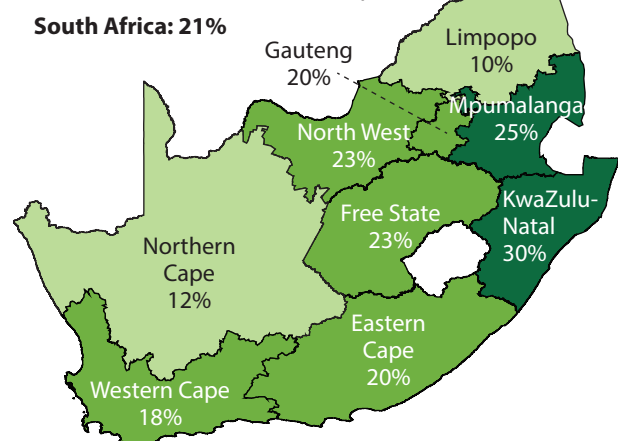 South Africa: 21%
Gauteng
20%
Limpopo
10%
Mpumalanga
25%
North West
23%
KwaZulu-
Natal
30%
Free State
23%
Northern
Cape
12%
Eastern
Cape
20%
Western Cape
18%